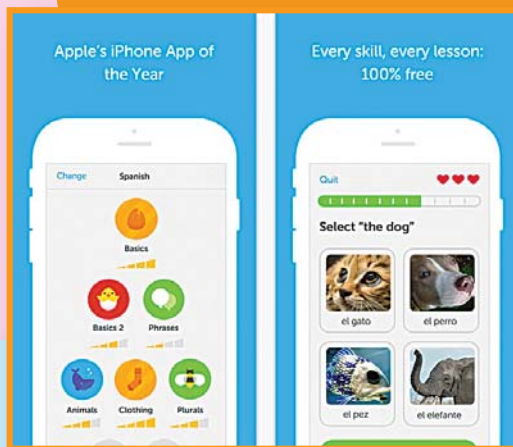 Apple's iPhone App of
the Year
Change Spanish
Basics
Basics 2 Phrases
Animals Clothing Plurals
Every skill, every lesson:
100% free
Quit
Select "the dog"
el gato el perro
el pez el elefante